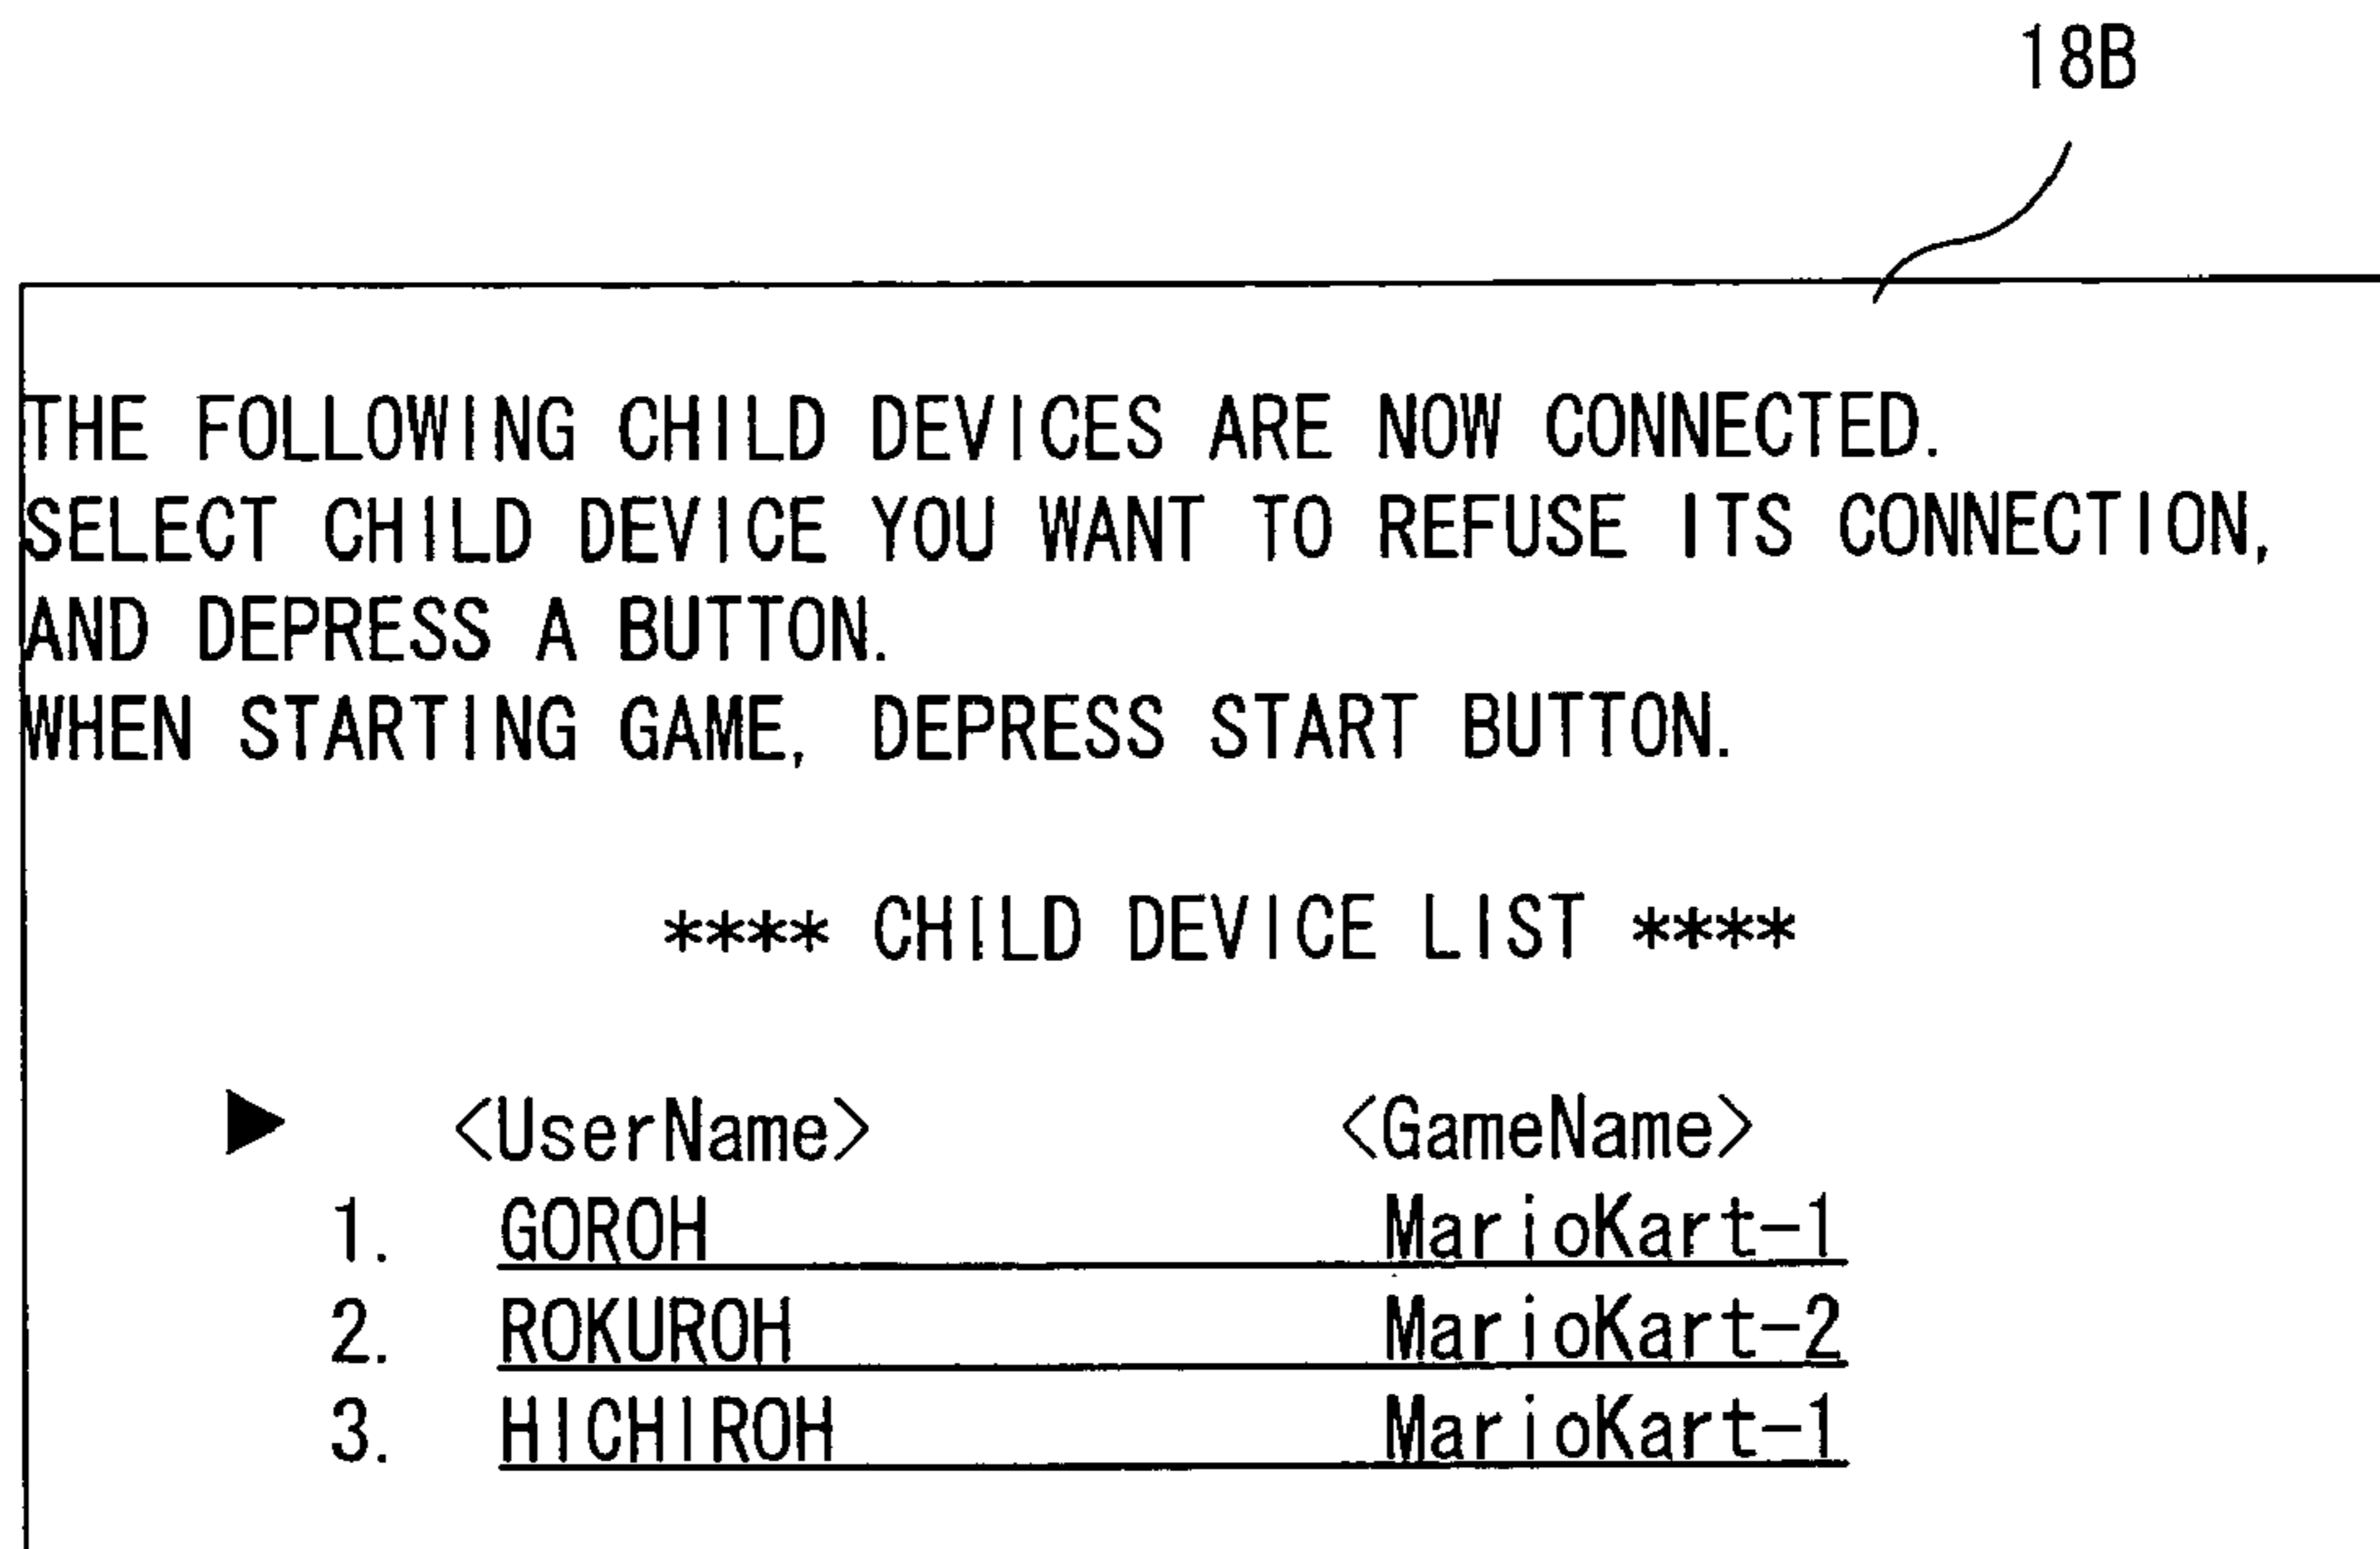 18B
THE FOLLOWING CHILD DEVICES ARE NOW CONNECTED.
SELECT CHILD DEVICE YOU WANT TO REFUSE ITS CONNECTION,
AND DEPRESS A BUTTON.
WHEN STARTING GAME, DEPRESS START BUTTON.
**** CHILD DEVICE LIST ****
▶ <UserName> <GameName>
1. GOROH MarioKart-1
2. ROKUROH MarioKart-2
3. HICHIROH MarioKart-1